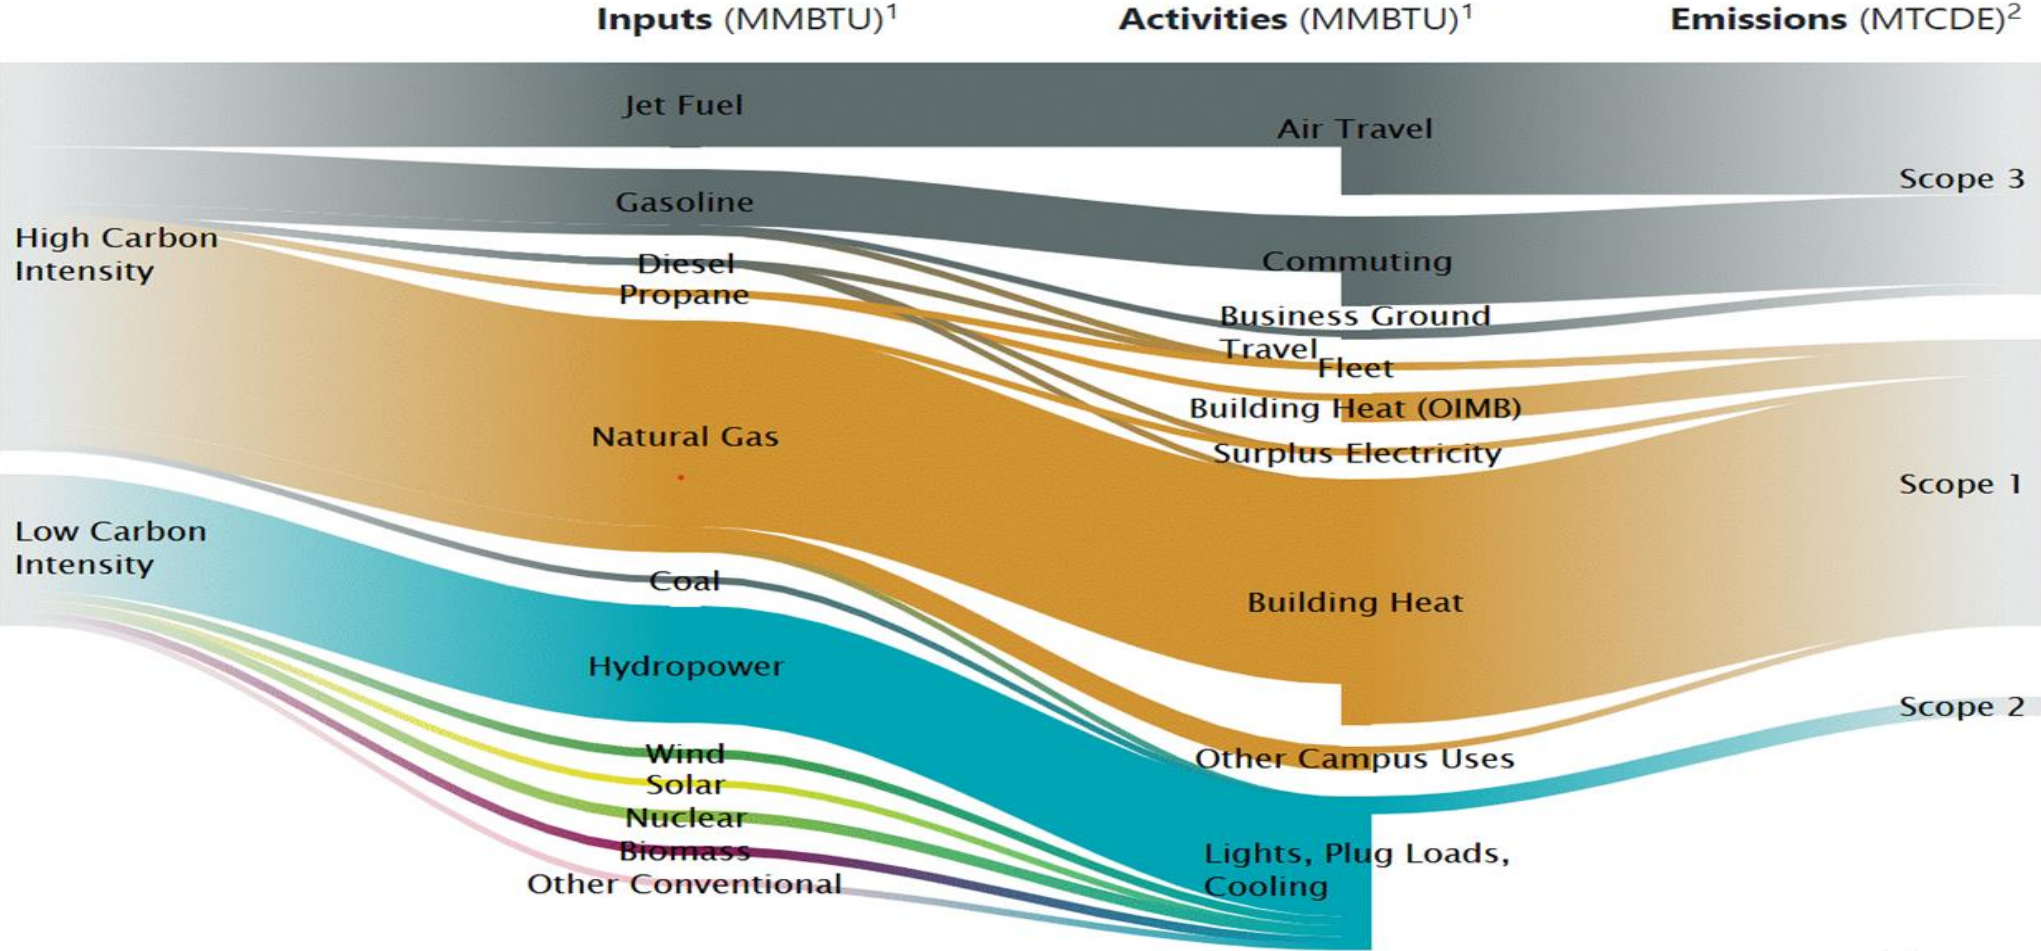 Inputs (MMBTU)¹
Activities (MMBTU)¹
Emissions (MTCDE)²
High Carbon
Intensity
Low Carbon
Intensity
Jet Fuel
Gasoline
Diesel
Propane
Natural Gas
Coal
Hydropower
Wind
Solar
Nuclear
Biomass
Other Conventional
Air Travel
Commuting
Business Ground
Travel
Fleet
Building Heat (OIMB)
Surplus Electricity
Building Heat
Other Campus Uses
Lights, Plug Loads,
Cooling
Scope 3
Scope 1
Scope 2